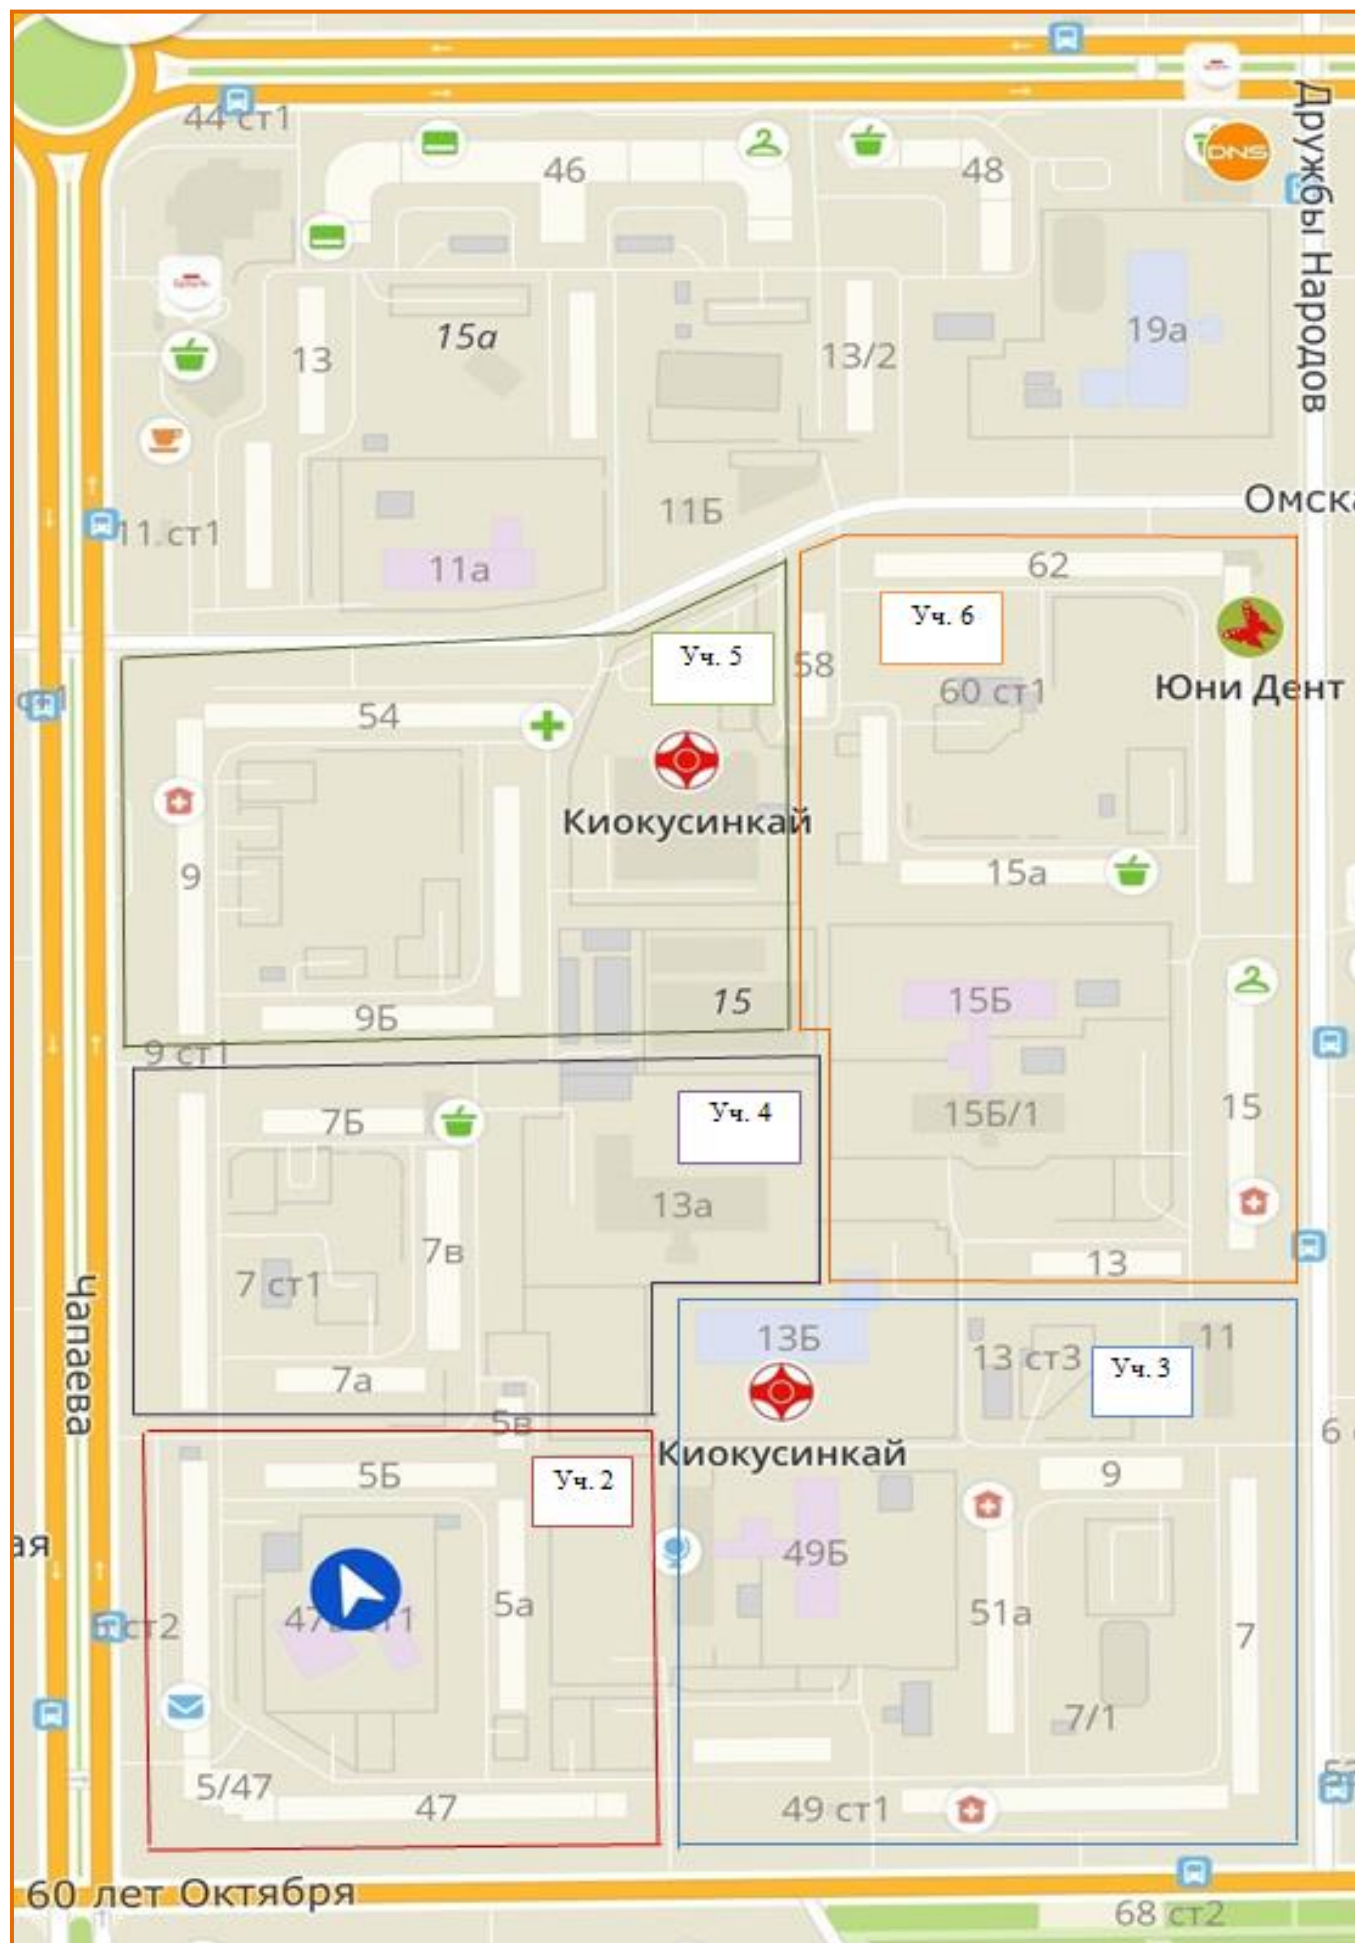 44 ст1
46
48
DNS
Дружбы Народов
13
15а
13/2
19а
Омска
11 ст1
11а
11Б
62
Уч. 6
Уч. 5
58
60 ст1
Юни Дент
54
Киокусинкай
9
15а
15
15Б
9Б
9 ст1
15Б/1
15
7Б
Уч. 4
13а
7в
7 ст1
13
Чапаева
13Б
13 ст3
11
Уч. 3
7а
5в
6
Киокусинкай
5Б
Уч. 2
9
ая
49Б
5а
51а
ст2
7
7/1
5/47
47
49 ст1
60 лет Октября
68 ст2